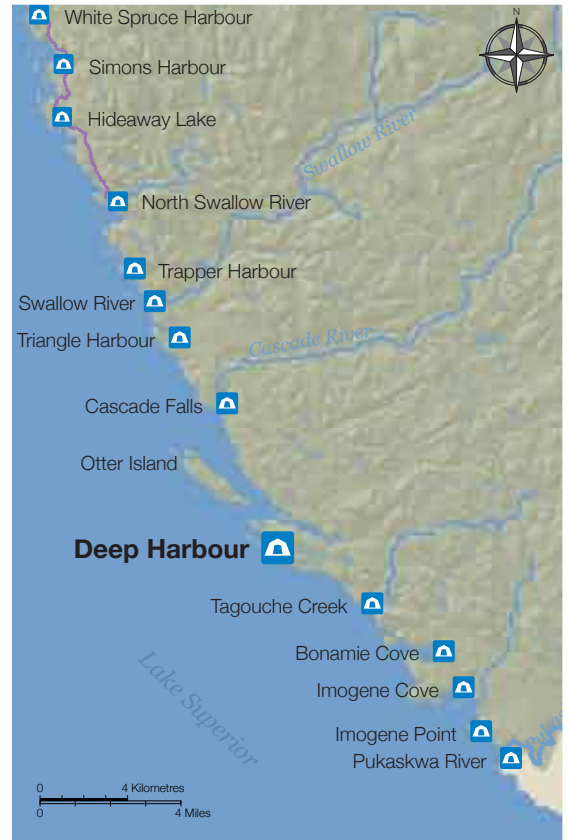 White Spruce Harbour
N
Simons Harbour
Hideaway Lake
Swallow River
North Swallow River
Trapper Harbour
Swallow River
Triangle Harbour
Cascade River
Cascade Falls
Otter Island
Deep Harbour
Tagouche Creek
Bonamie Cove
Imogene Cove
Lake Superior
Imogene Point
Pukaskwa River
0 4 Kilometres
0 4 Miles